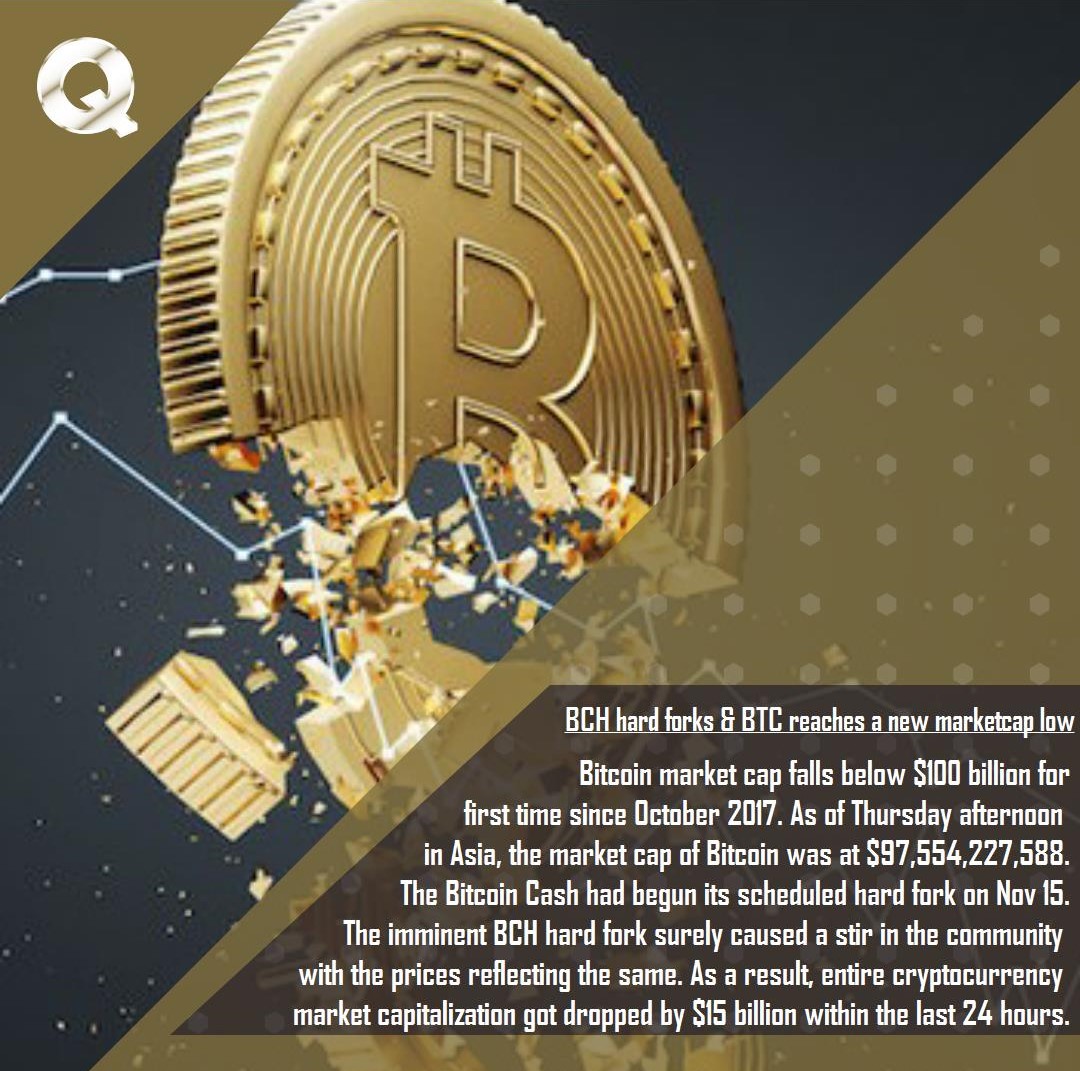 Q
BCH hard forks & BTC reaches a new marketcap low
Bitcoin market cap falls below $100 billion for
first time since October 2017. As of Thursday afternoon
in Asia, the market cap of Bitcoin was at $97,554,227,588.
The Bitcoin Cash had begun its scheduled hard fork on Nov 15.
The imminent BCH hard fork surely caused a stir in the community
with the prices reflecting the same. As a result, entire cryptocurrency
market capitalization got dropped by $15 billion within the last 24 hours.